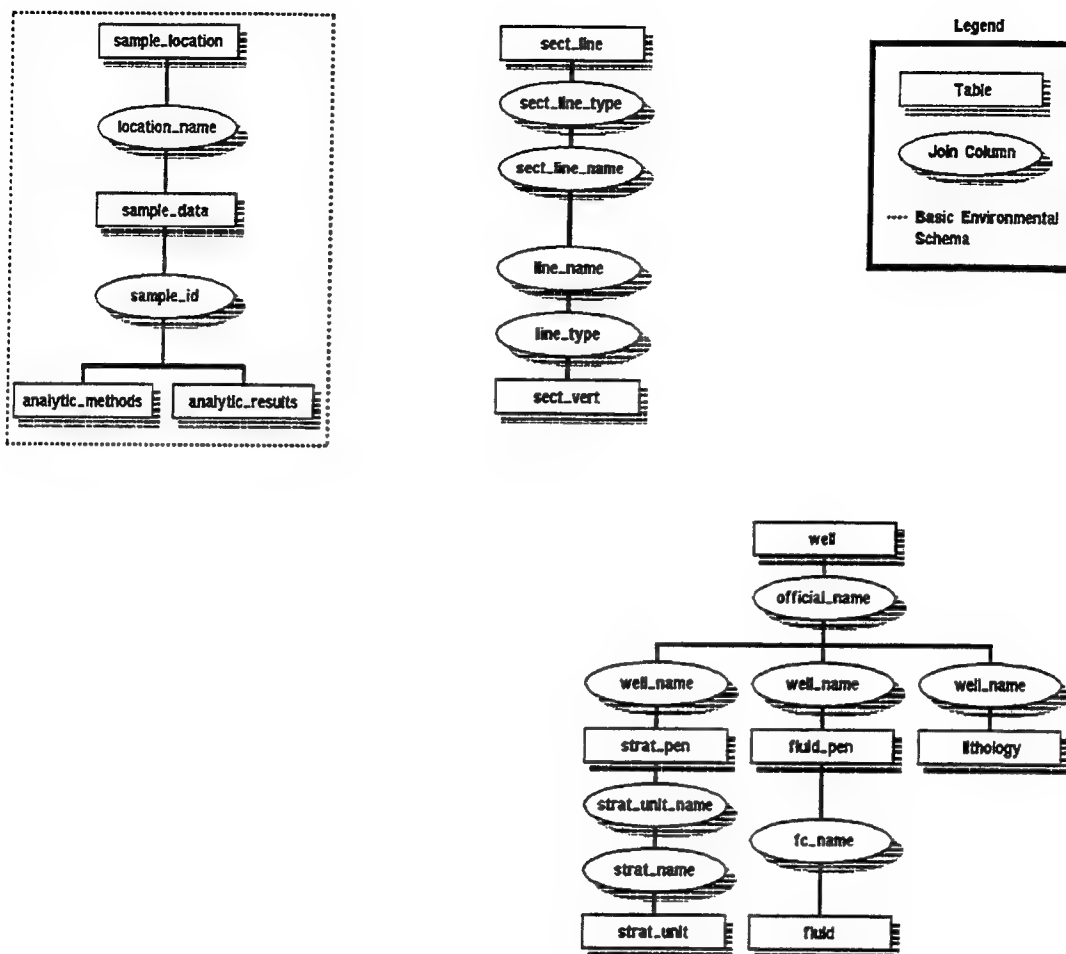 sample_location
location_name
sample_data
sample_id
analytic_methods
analytic_results
sect_line
sect_line_type
sect_line_name
line_name
line_type
sect_vert
Legend
Table
Join Column
Basic Environmental
Schema
well
official_name
well_name
well_name
well_name
strat_pen
fluid_pen
lithology
strat_unit_name
fc_name
strat_name
strat_unit
fluid